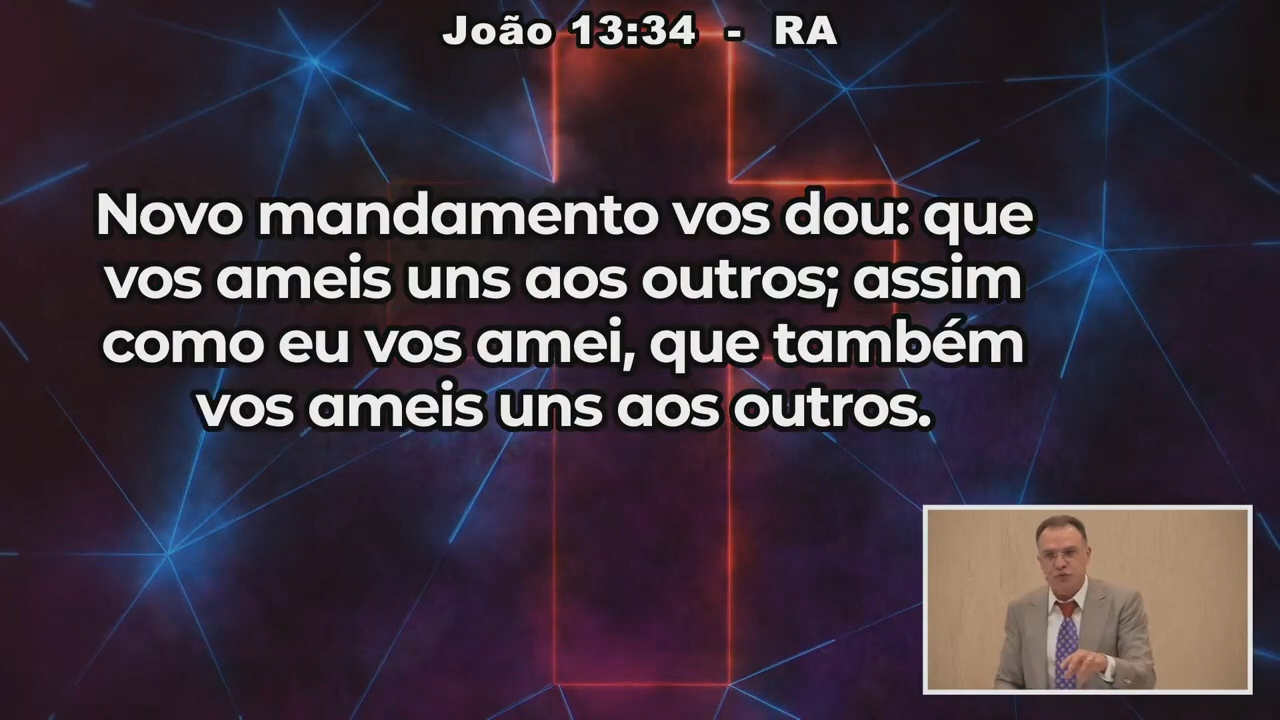 João 13:34 - RA
Novo mandamento vos dou: que
vos ameis uns aos outros; assim
como eu vos amei, que também
vos ameis uns aos outros.